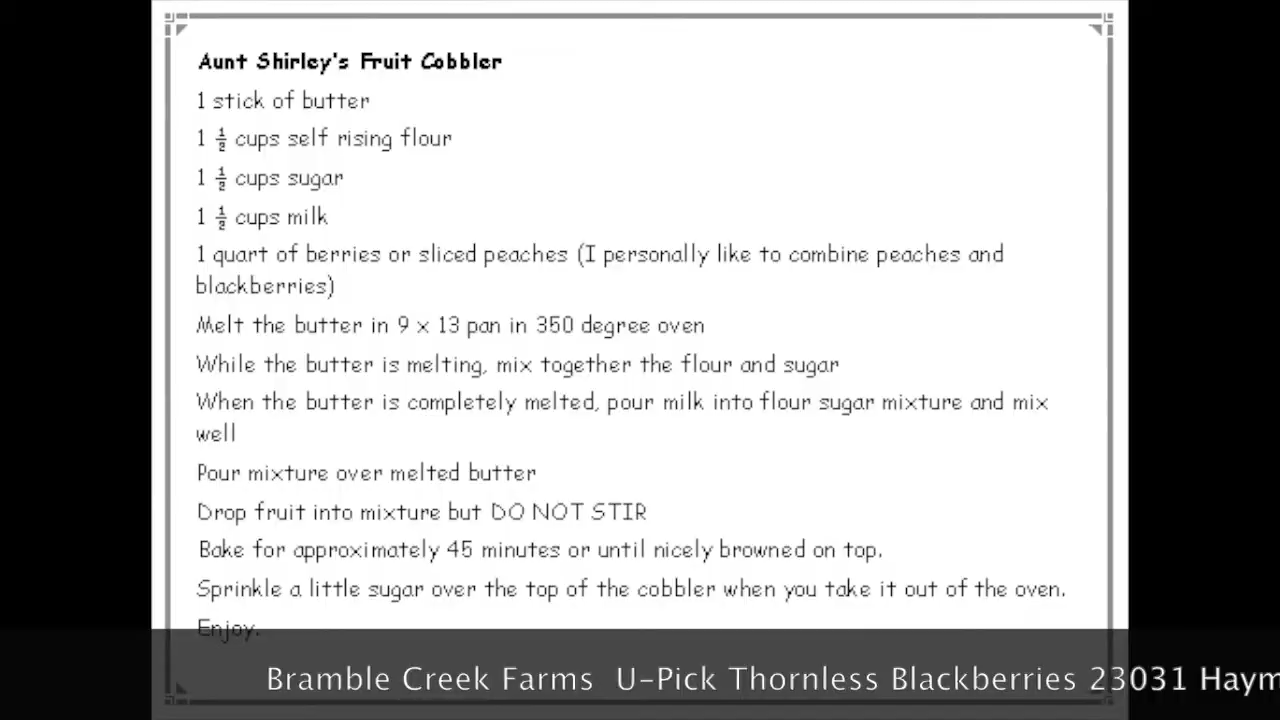 Aunt Shirley's Fruit Cobbler
1 stick of butter
1 ½ cups self rising flour
1 ½ cups sugar
1 ½ cups milk
1 quart of berries or sliced peaches (I personally like to combine peaches and
blackberries)
Melt the butter in 9 x 13 pan in 350 degree oven
While the butter is melting, mix together the flour and sugar
When the butter is completely melted, pour milk into flour sugar mixture and mix
well
Pour mixture over melted butter
Drop fruit into mixture but DO NOT STIR
Bake for approximately 45 minutes or until nicely browned on top.
Sprinkle a little sugar over the top of the cobbler when you take it out of the oven.
Enjoy.
Bramble Creek Farms U-Pick Thornless Blackberries 23031